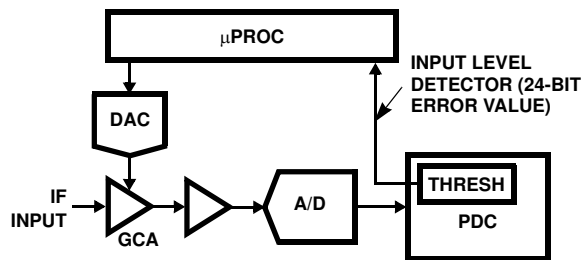 µPROC
INPUT LEVEL
DETECTOR (24-BIT
ERROR VALUE)
DAC
THRESH
IF
INPUT
A/D
PDC
GCA